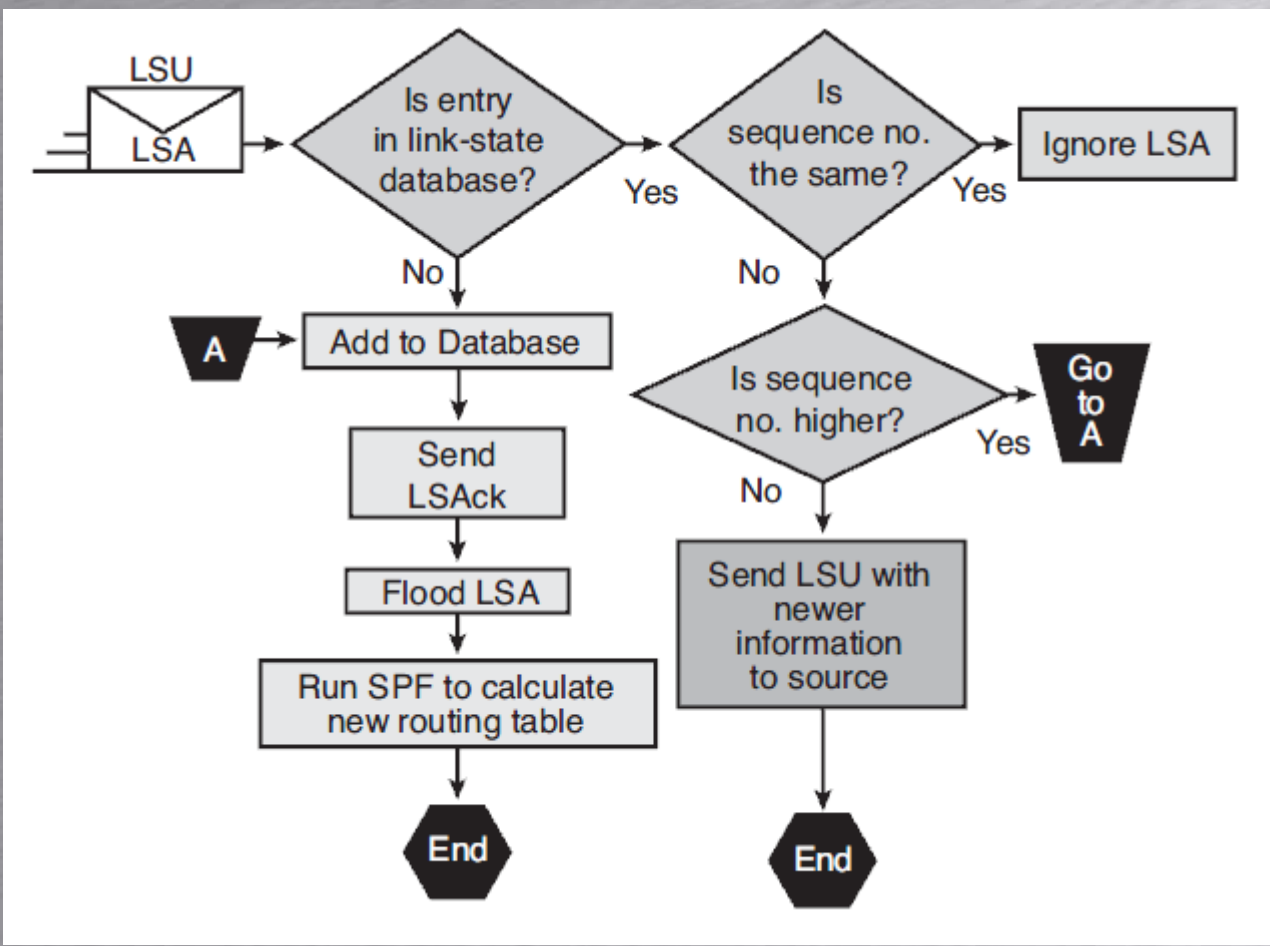 LSU
LSA
Is entry
in link-state
database?
Yes
Is
sequence no.
the same?
Yes
Ignore LSA
No
No
A
Add to Database
Is sequence
no. higher?
Yes
Go
to
A
Send
LSAck
No
Flood LSA
Send LSU with
newer
information
to source
Run SPF to calculate
new routing table
End
End